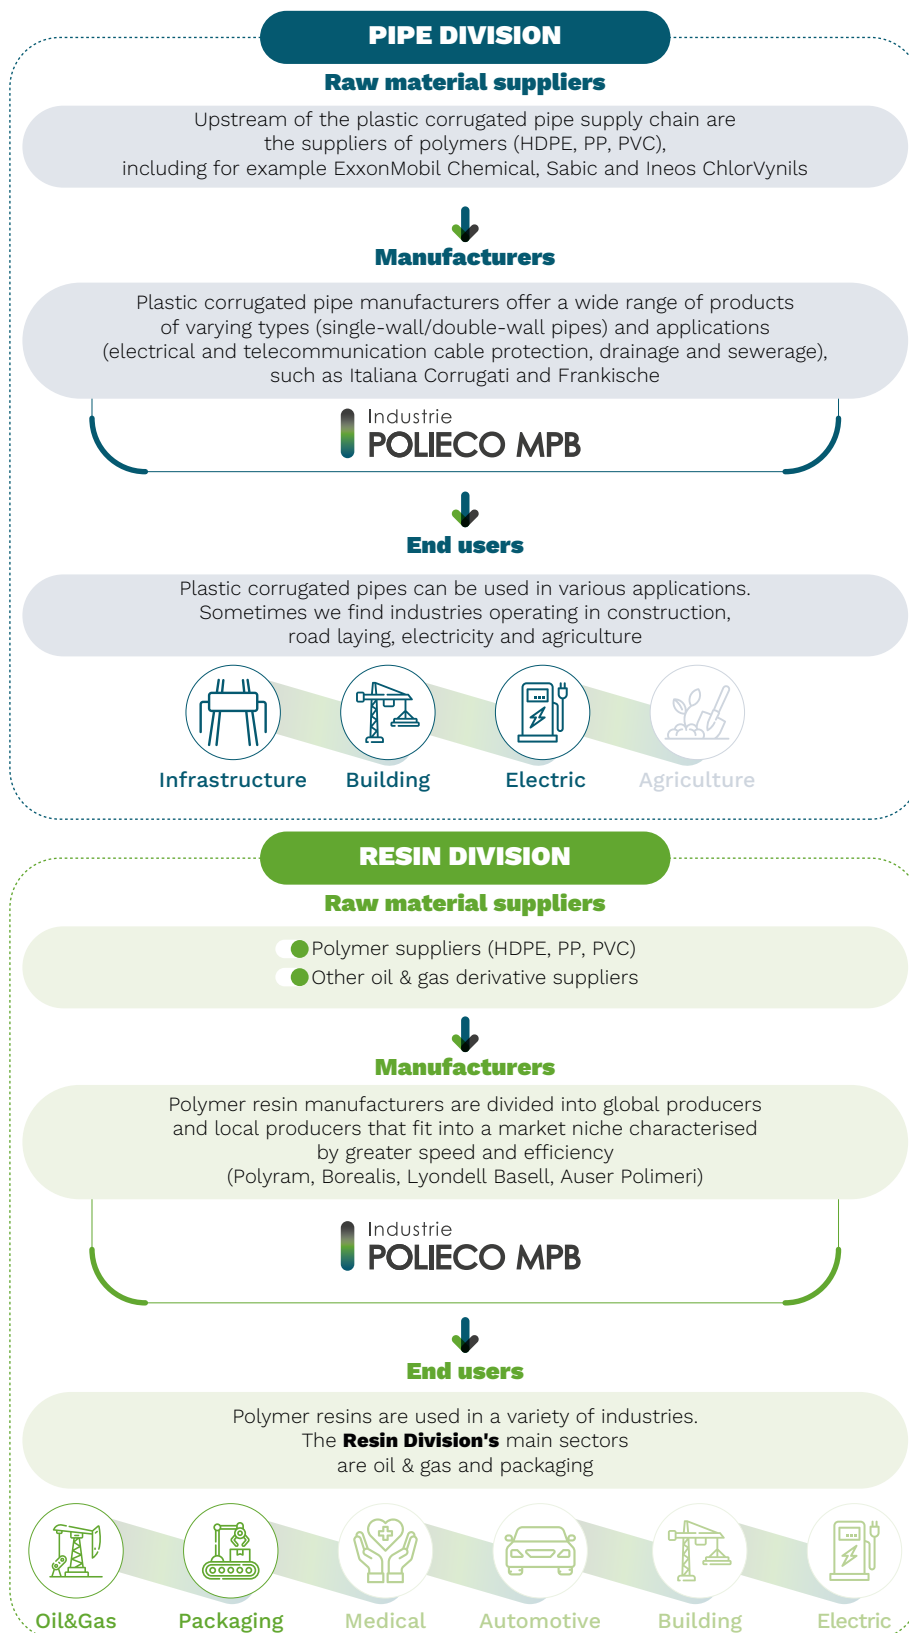 PIPE DIVISION
Raw material suppliers
Upstream of the plastic corrugated pipe supply chain are
the suppliers of polymers (HDPE, PP, PVC),
including for example ExxonMobil Chemical, Sabic and Ineos ChlorVynils
Manufacturers
Plastic corrugated pipe manufacturers offer a wide range of products
of varying types (single-wall/double-wall pipes) and applications
(electrical and telecommunication cable protection, drainage and sewerage),
such as Italiana Corrugati and Frankische
Industrie
POLIECO MPB
End users
Plastic corrugated pipes can be used in various applications.
Sometimes we find industries operating in construction,
road laying, electricity and agriculture
Infrastructure Building Electric Agriculture
RESIN DIVISION
Raw material suppliers
Polymer suppliers (HDPE, PP, PVC)
Other oil & gas derivative suppliers
Manufacturers
Polymer resin manufacturers are divided into global producers
and local producers that fit into a market niche characterised
by greater speed and efficiency
(Polyram, Borealis, Lyondell Basell, Auser Polimeri)
Industrie
POLIECO MPB
End users
Polymer resins are used in a variety of industries.
The Resin Division's main sectors
are oil & gas and packaging
Oil&Gas Packaging Medical Automotive Building Electric